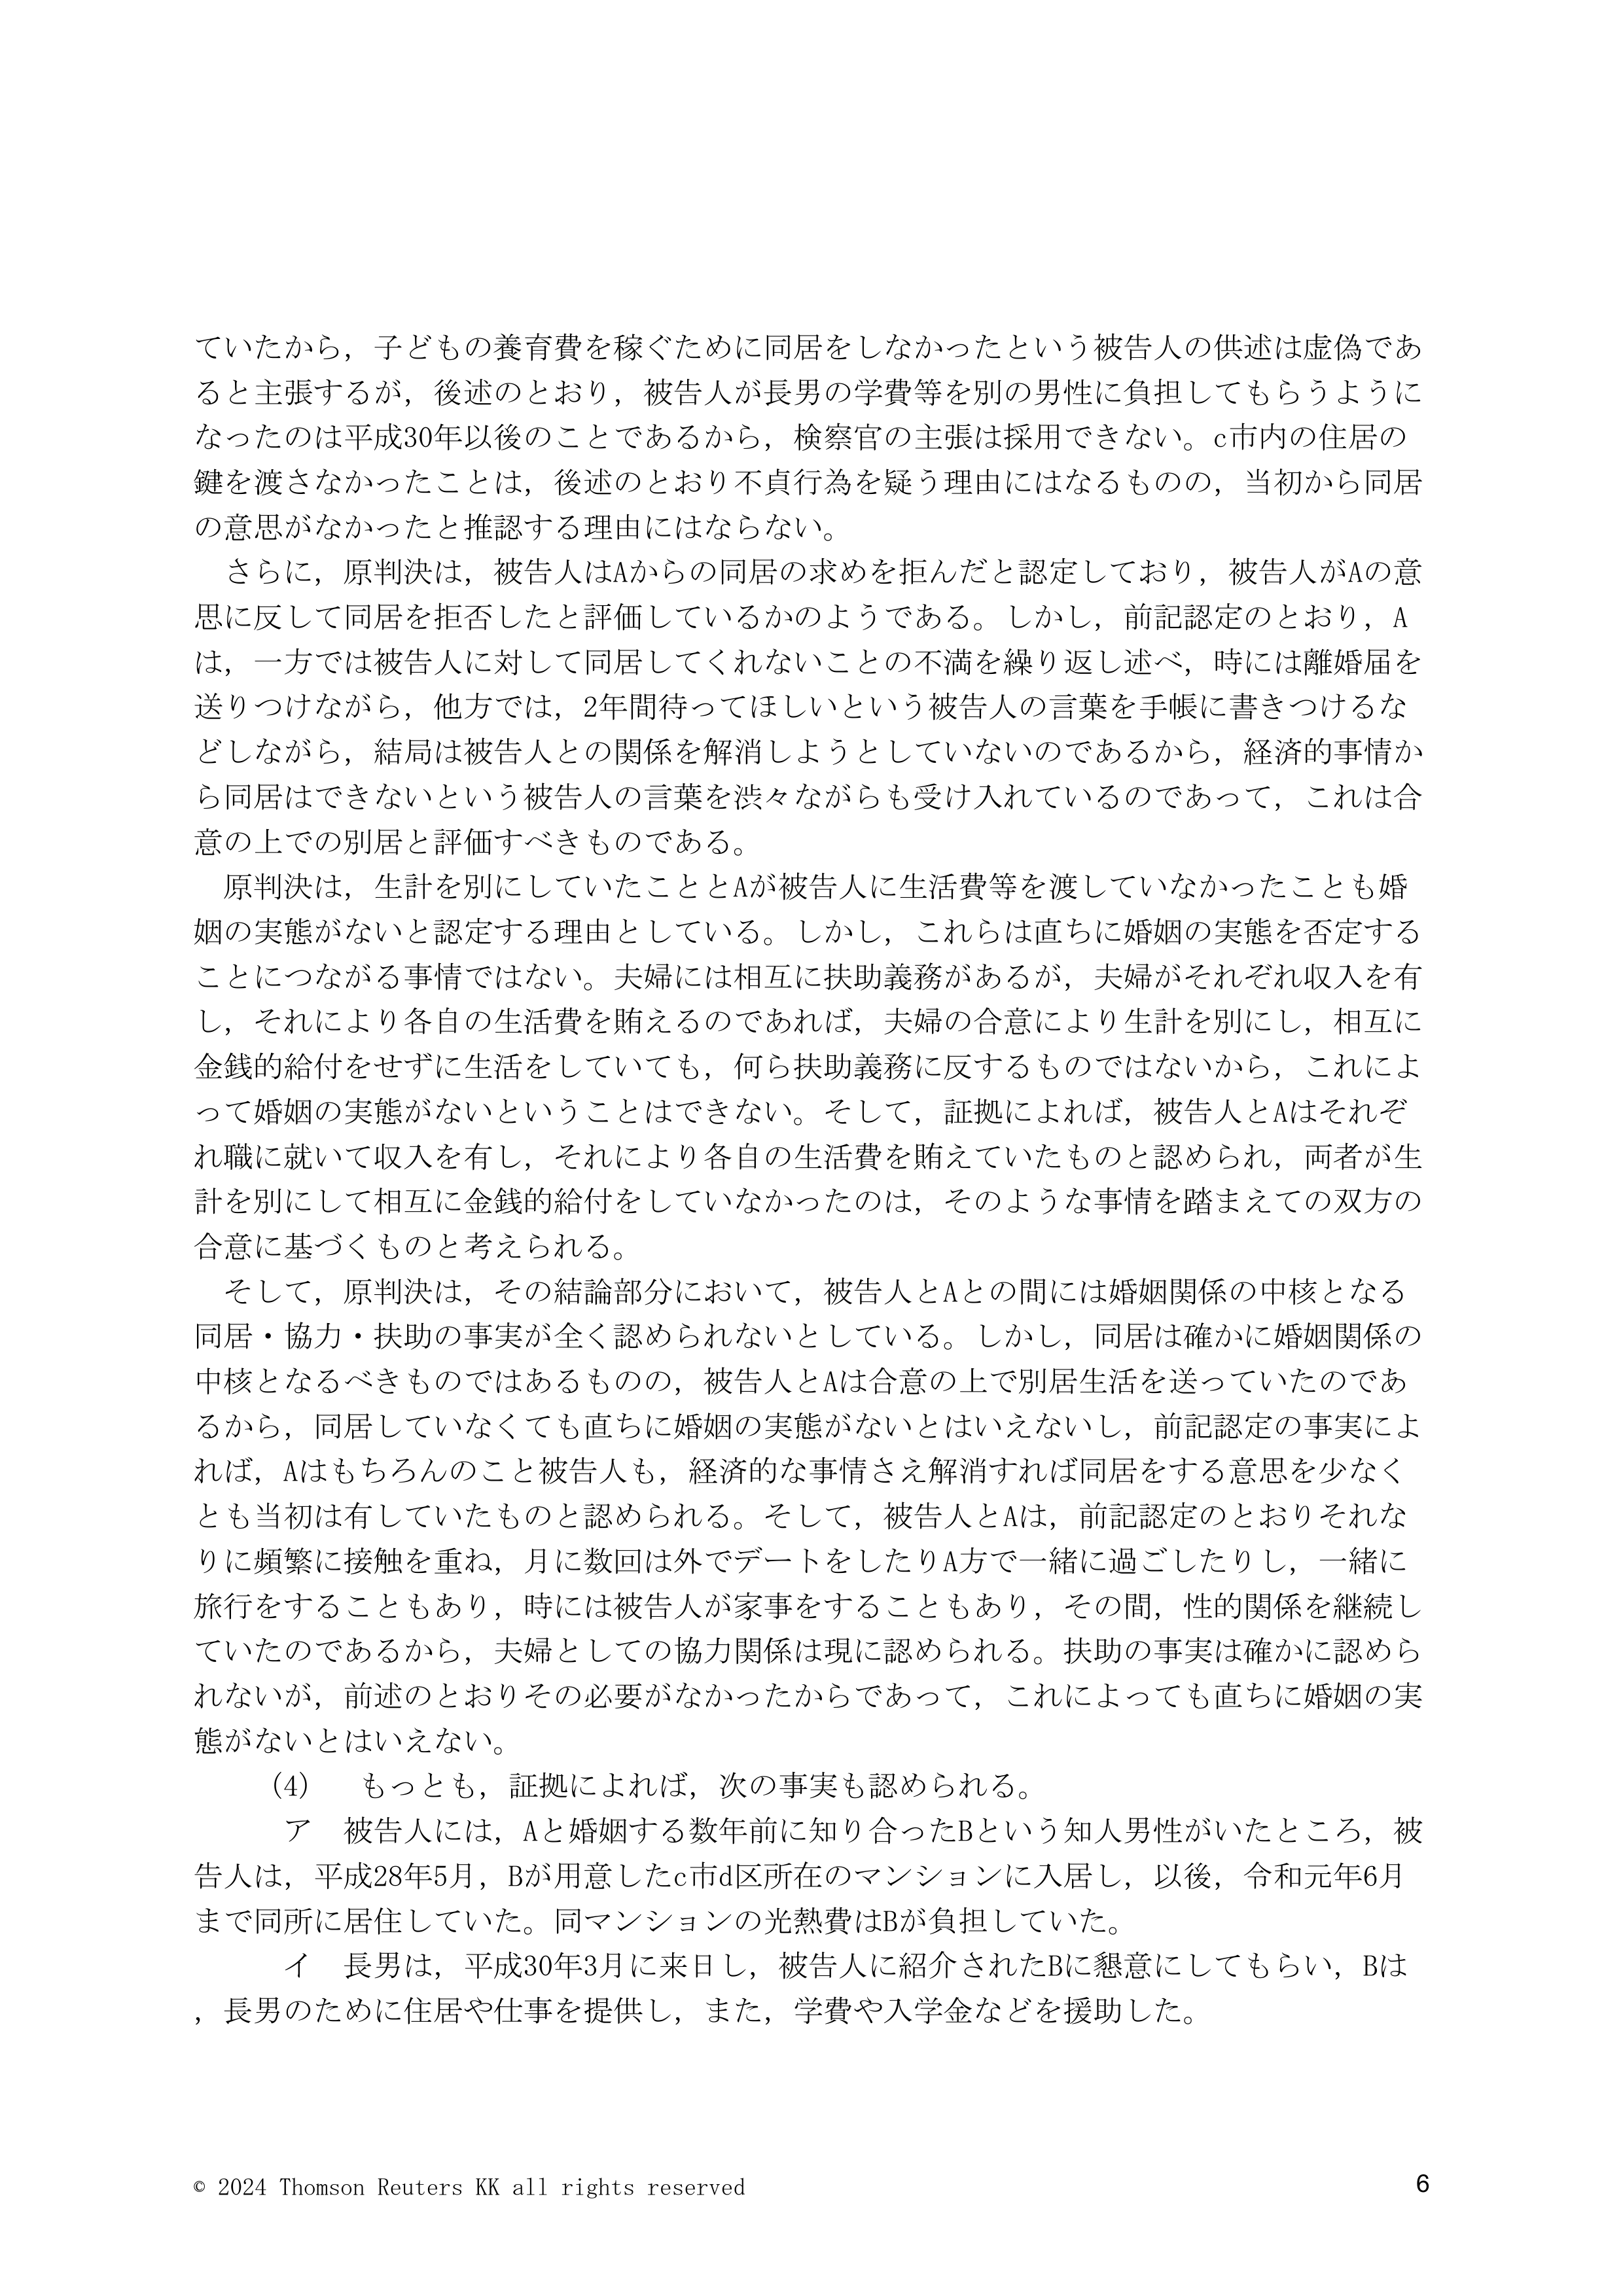 ていたから，子どもの養育費を稼ぐために同居をしなかったという被告人の供述は虚偽であ
ると主張するが，後述のとおり，被告人が長男の学費等を別の男性に負担してもらうように
なったのは平成30年以後のことであるから，検察官の主張は採用できない。c市内の住居の
鍵を渡さなかったことは，後述のとおり不貞行為を疑う理由にはなるものの，当初から同居
の意思がなかったと推認する理由にはならない。
　さらに，原判決は，被告人はAからの同居の求めを拒んだと認定しており，被告人がAの意
思に反して同居を拒否したと評価しているかのようである。しかし，前記認定のとおり，A
は，一方では被告人に対して同居してくれないことの不満を繰り返し述べ，時には離婚届を
送りつけながら，他方では，2年間待ってほしいという被告人の言葉を手帳に書きつけるな
どしながら，結局は被告人との関係を解消しようとしていないのであるから，経済的事情か
ら同居はできないという被告人の言葉を渋々ながらも受け入れているのであって，これは合
意の上での別居と評価すべきものである。
　原判決は，生計を別にしていたこととAが被告人に生活費等を渡していなかったことも婚
姻の実態がないと認定する理由としている。しかし，これらは直ちに婚姻の実態を否定する
ことにつながる事情ではない。夫婦には相互に扶助義務があるが，夫婦がそれぞれ収入を有
し，それにより各自の生活費を賄えるのであれば，夫婦の合意により生計を別にし，相互に
金銭的給付をせずに生活をしていても，何ら扶助義務に反するものではないから，これによ
って婚姻の実態がないということはできない。そして，証拠によれば，被告人とAはそれぞ
れ職に就いて収入を有し，それにより各自の生活費を賄えていたものと認められ，両者が生
計を別にして相互に金銭的給付をしていなかったのは，そのような事情を踏まえての双方の
合意に基づくものと考えられる。
　そして，原判決は，その結論部分において，被告人とAとの間には婚姻関係の中核となる
同居・協力・扶助の事実が全く認められないとしている。しかし，同居は確かに婚姻関係の
中核となるべきものではあるものの，被告人とAは合意の上で別居生活を送っていたのであ
るから，同居していなくても直ちに婚姻の実態がないとはいえないし，前記認定の事実によ
れば，Aはもちろんのこと被告人も，経済的な事情さえ解消すれば同居をする意思を少なく
とも当初は有していたものと認められる。そして，被告人とAは，前記認定のとおりそれな
りに頻繁に接触を重ね，月に数回は外でデートをしたりA方で一緒に過ごしたりし，一緒に
旅行をすることもあり，時には被告人が家事をすることもあり，その間，性的関係を継続し
ていたのであるから，夫婦としての協力関係は現に認められる。扶助の事実は確かに認めら
れないが，前述のとおりその必要がなかったからであって，これによっても直ちに婚姻の実
態がないとはいえない。
（4）　もっとも，証拠によれば，次の事実も認められる。
ア　被告人には，Aと婚姻する数年前に知り合ったBという知人男性がいたところ，被
告人は，平成28年5月，Bが用意したc市d区所在のマンションに入居し，以後，令和元年6月
まで同所に居住していた。同マンションの光熱費はBが負担していた。
イ　長男は，平成30年3月に来日し，被告人に紹介されたBに懇意にしてもらい，Bは
，長男のために住居や仕事を提供し，また，学費や入学金などを援助した。
© 2024 Thomson Reuters KK all rights reserved
6